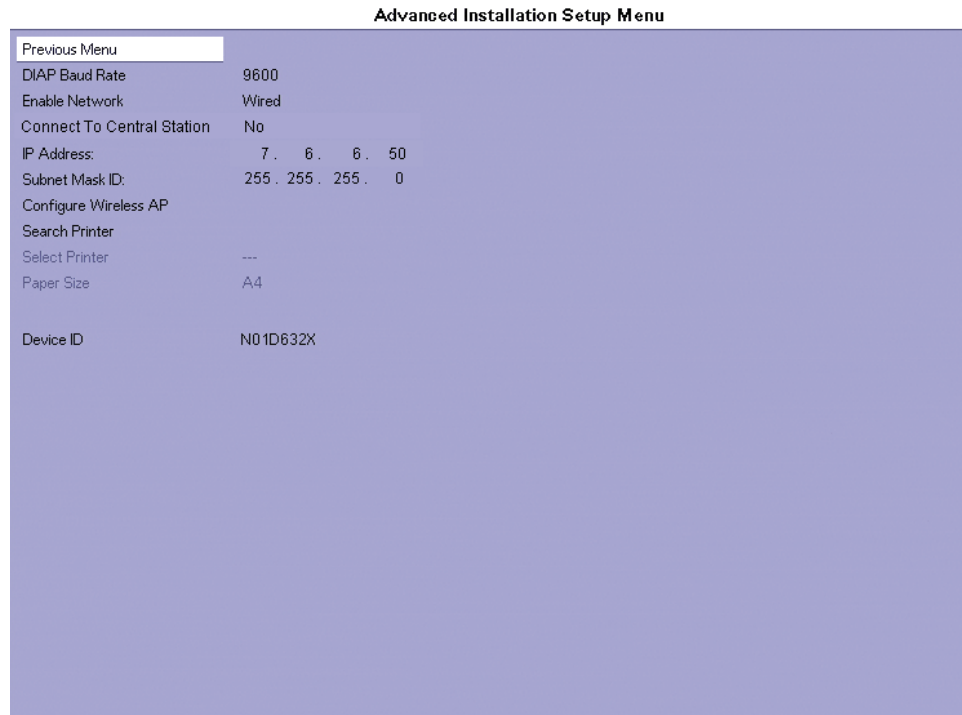 Advanced Installation Setup Menu
Previous Menu
DIAP Baud Rate 9600
Enable Network Wired
Connect To Central Station No
IP Address: 7. 6. 6. 50
Subnet Mask ID: 255. 255. 255. 0
Configure Wireless AP
Search Printer
Select Printer ---
Paper Size A4
Device ID N01D632X